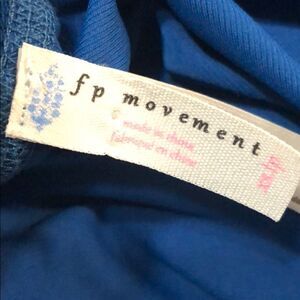 fp movement
made in china
fabriqué en chine